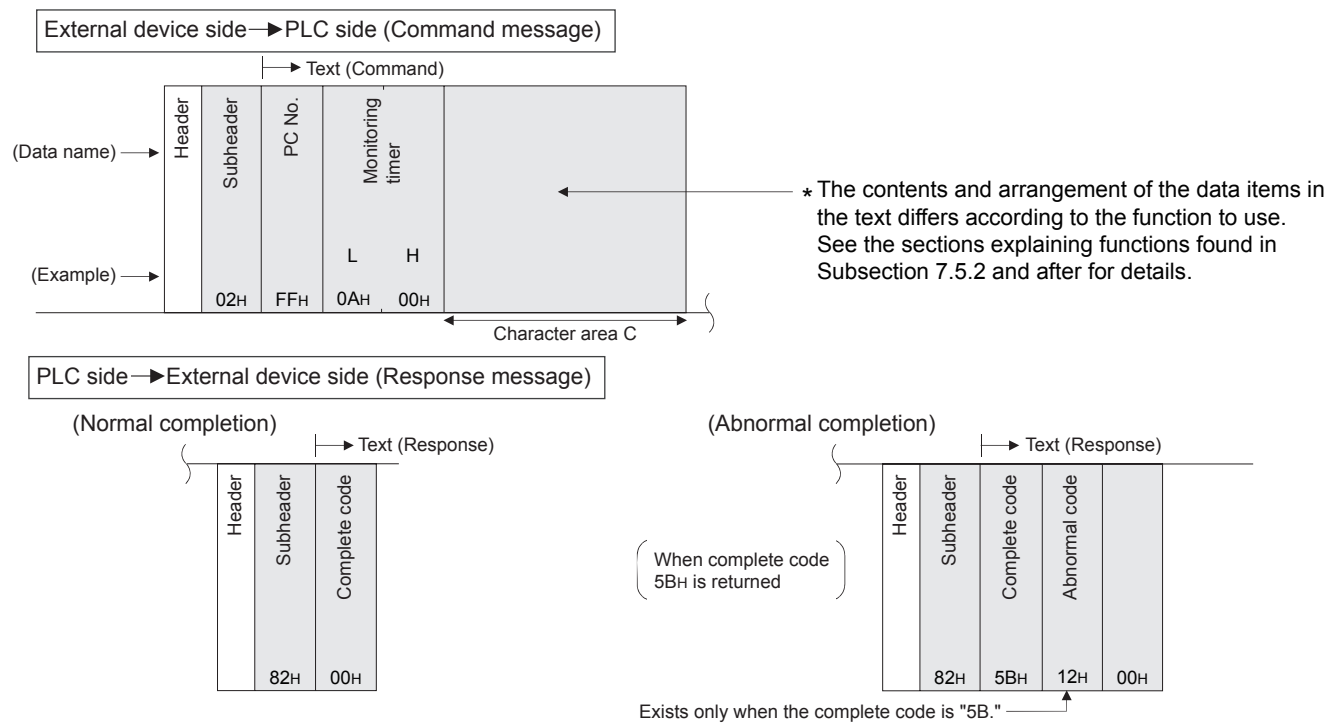 External device side → PLC side (Command message)
Text (Command)
(Data name)
Header
Subheader
PC No.
Monitoring
timer
(Example)
L H
02H FFH 0AH 00H
Character area C
* The contents and arrangement of the data items in
the text differs according to the function to use.
See the sections explaining functions found in
Subsection 7.5.2 and after for details.
PLC side → External device side (Response message)
(Normal completion)
Text (Response)
Header
Subheader
Complete code
82H 00H
(Abnormal completion)
Text (Response)
When complete code
5BH is returned
Header
Subheader
Complete code
Abnormal code
82H 5BH 12H 00H
Exists only when the complete code is "5B."